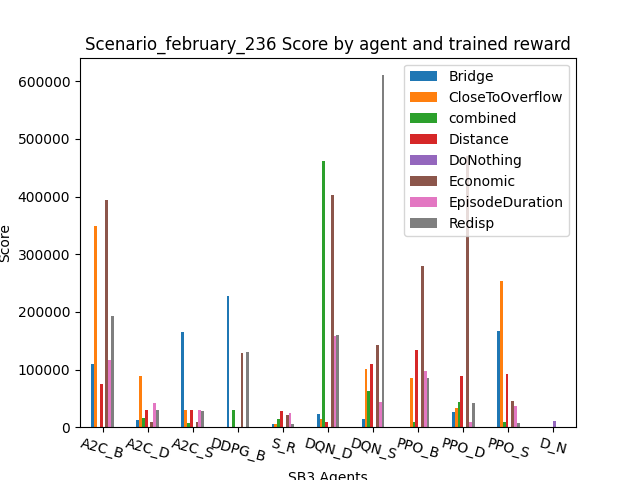 Scenario_february_236 Score by agent and trained reward
Score
600000
500000
400000
300000
200000
100000
0
Bridge
CloseToOverflow
combined
Distance
DoNothing
Economic
EpisodeDuration
Redisp
A2C_B
A2C_D
A2C_S
DDPG_B
S_R
DQN_D
DQN_S
PPO_B
PPO_D
PPO_S
D_N
SB3 Agents